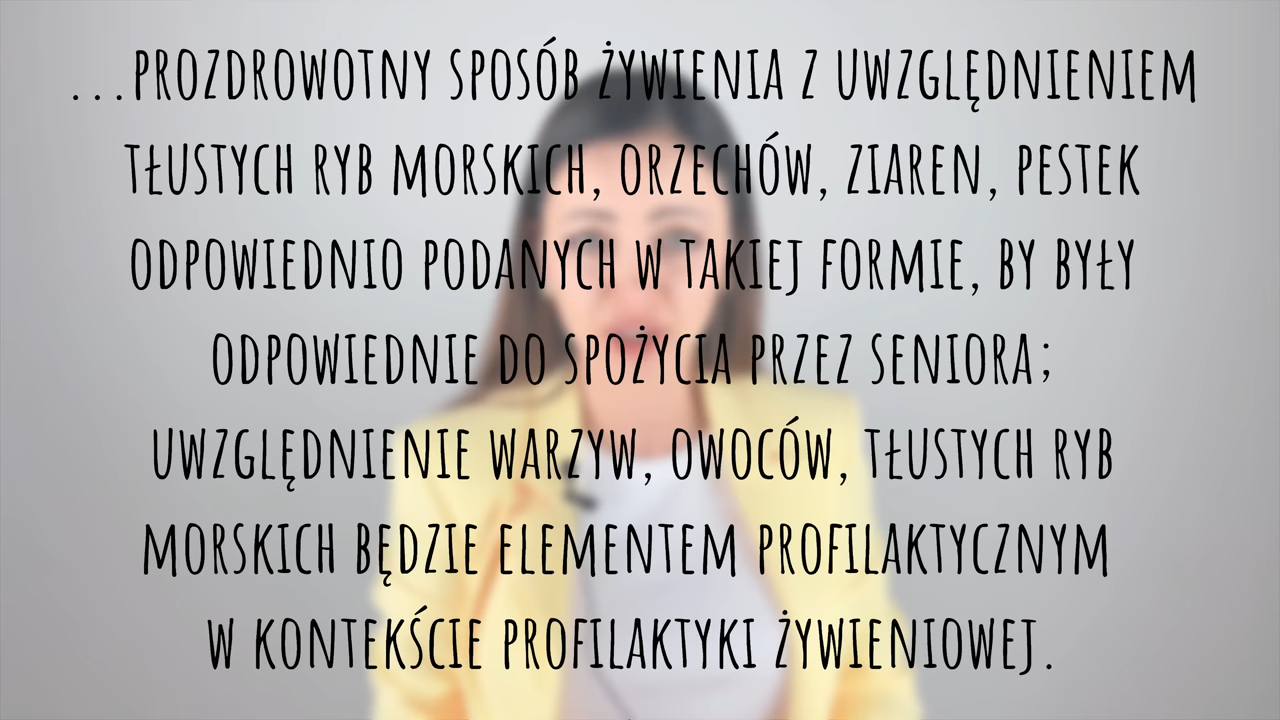 ...PROZDROWOTNY SPOSÓB ŻYWIENIA Z UWZGLĘDNIENIEM
TŁUSTYCH RYB MORSKICH, ORZECHÓW, ZIAREN, PESTEK
ODPOWIEDNIO PODANYCH W TAKIEJ FORMIE, BY BYŁY
ODPOWIEDNIE DO SPOŻYCIA PRZEZ SENIORA;
UWZGLĘDNIENIE WARZYW, OWOCÓW, TŁUSTYCH RYB
MORSKICH BĘDZIE ELEMENTEM PROFILAKTYCZNYM
W KONTEKŚCIE PROFILAKTYKI ŻYWIENIOWEJ.